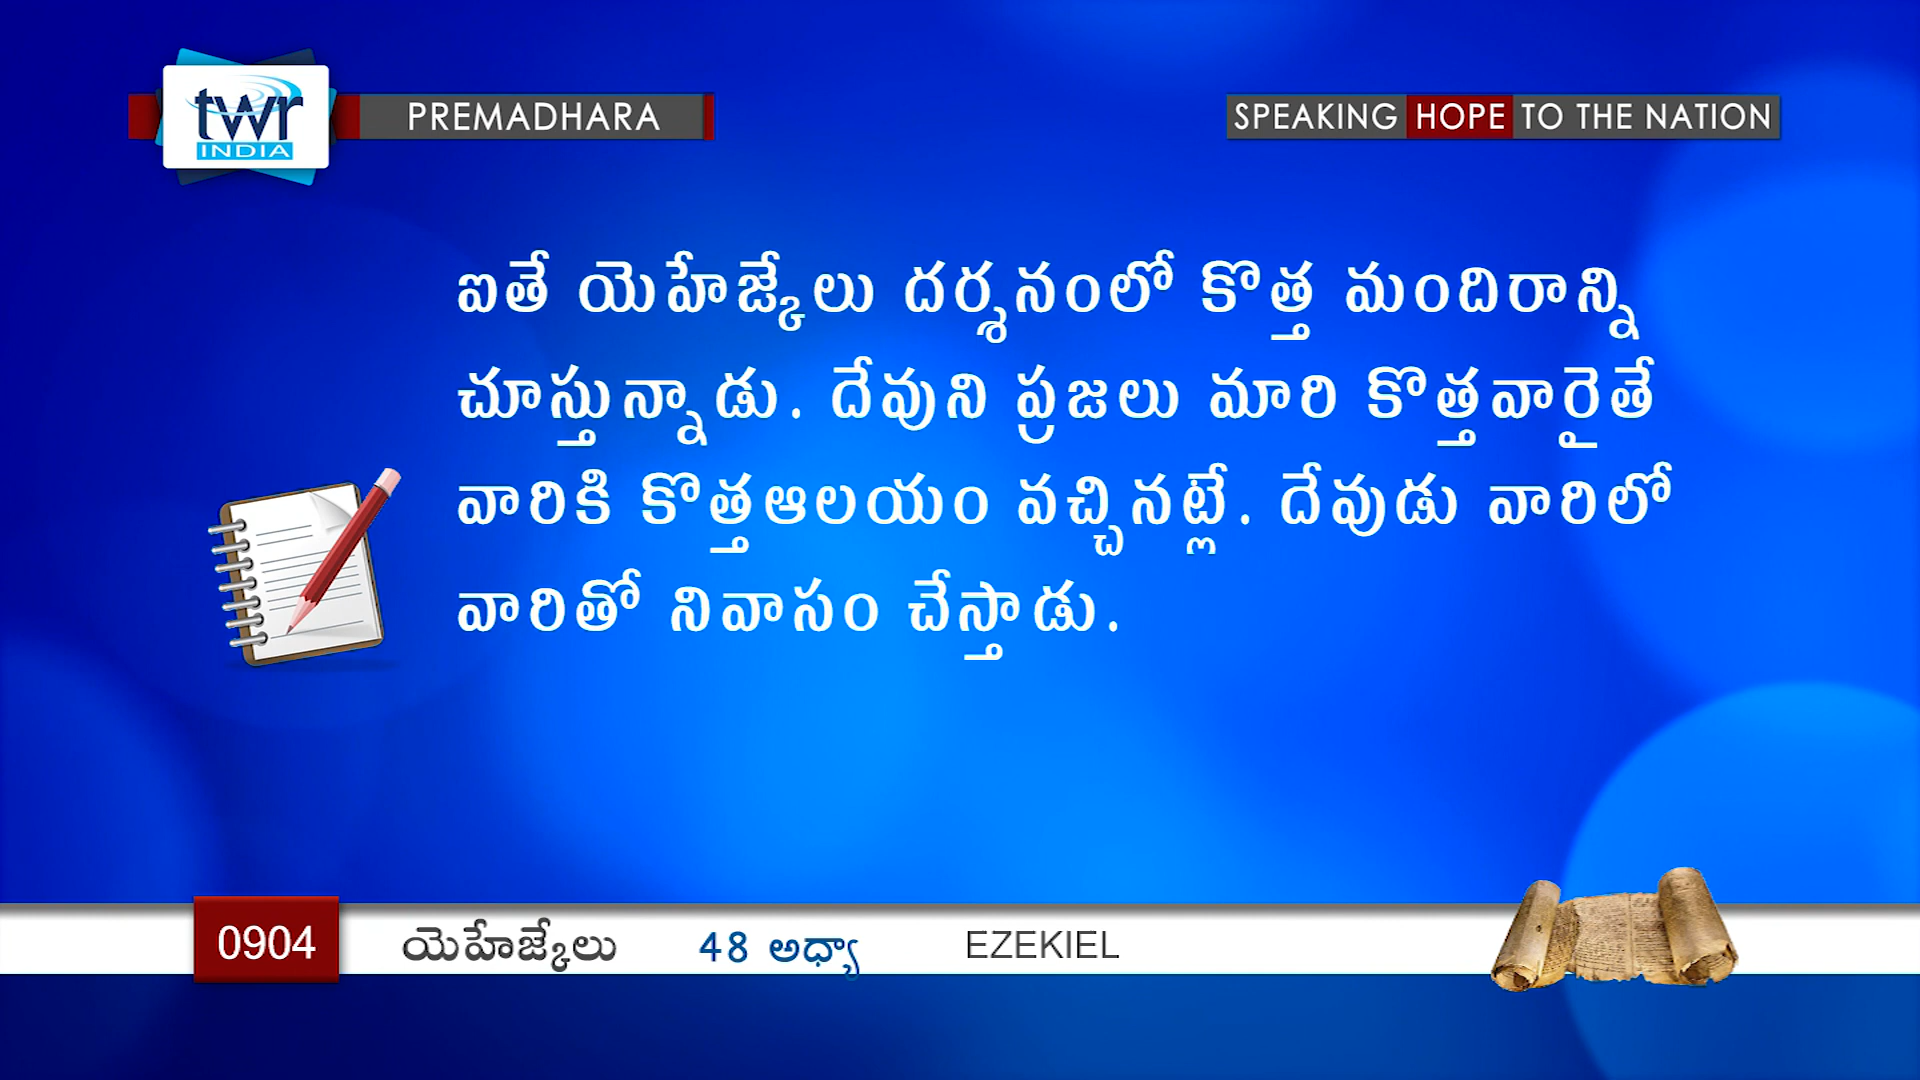 twr
INDIA
PREMADHARA
SPEAKING HOPE TO THE NATION
ఐతే యెహేజ్కేలు దర్శనంలో కొత్త మందిరాన్ని
చూస్తున్నాడు. దేవుని ప్రజలు మారి కొత్తవారైతే
వారికి కొత్తఆలయం వచ్చినట్లే. దేవుడు వారిలో
వారితో నివాసం చేస్తాడు.
0904 యెహేజ్కేలు 48 అధ్యా EZEKIEL